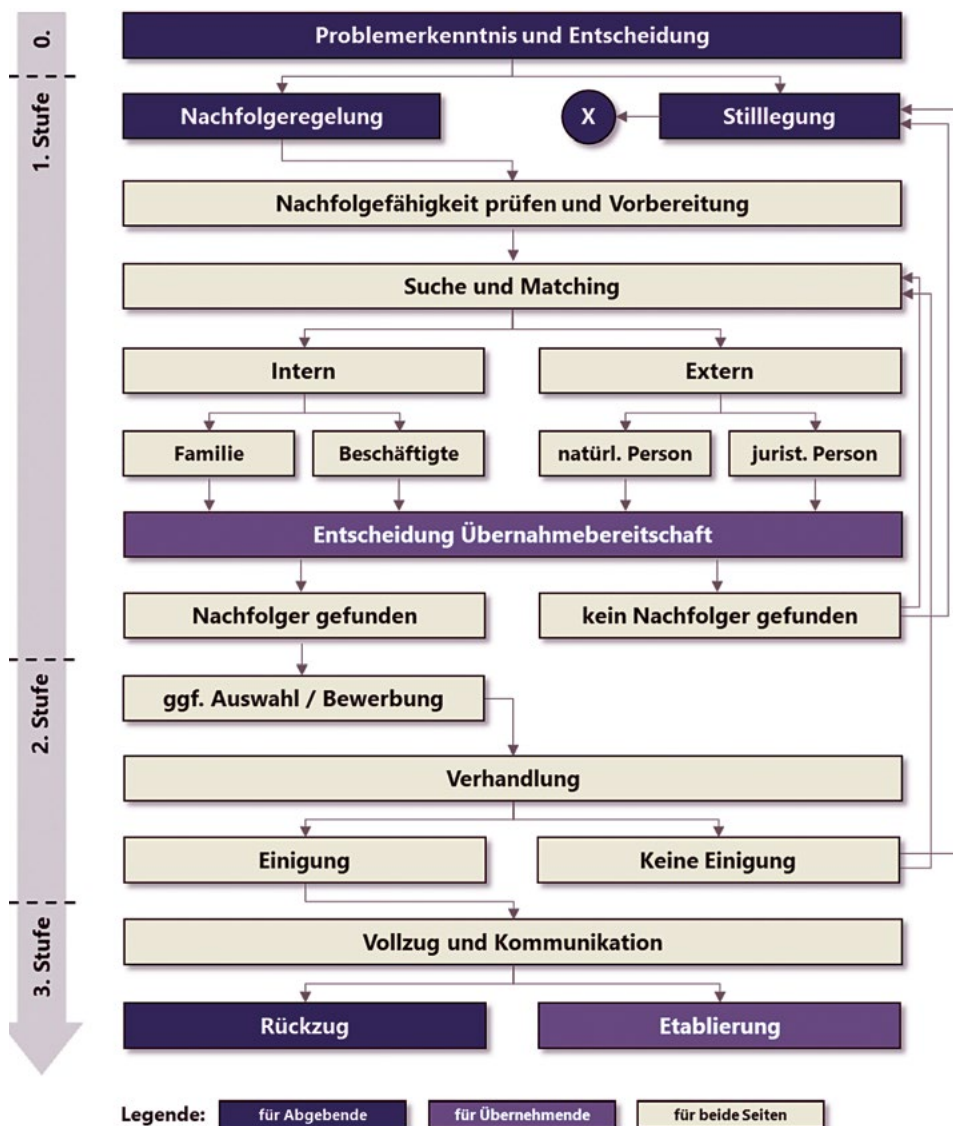 0.
Problemerkenntnis und Entscheidung
1. Stufe
Nachfolgeregelung
X
Stilllegung
Nachfolgefähigkeit prüfen und Vorbereitung
Suche und Matching
Intern
Extern
Familie
Beschäftigte
natürl. Person
jurist. Person
Entscheidung Übernahmebereitschaft
Nachfolger gefunden
kein Nachfolger gefunden
2. Stufe
ggf. Auswahl / Bewerbung
Verhandlung
Einigung
Keine Einigung
3. Stufe
Vollzug und Kommunikation
Rückzug
Etablierung
Legende:
für Abgebende
für Übernehmende
für beide Seiten